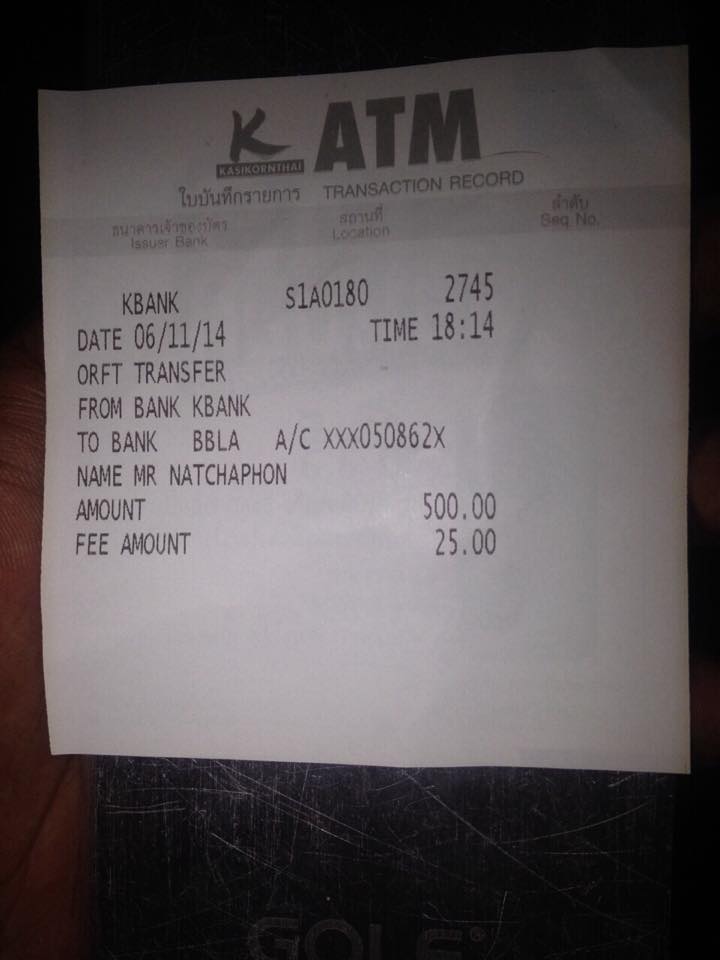 K ATM
KASIKORNTHAI
ใบบันทึกรายการ TRANSACTION RECORD
ธนาคารเจ้าของบัตร สถานที่ ลำดับ
Issuer Bank Location Seq No.
KBANK S1A0180 2745
DATE 06/11/14 TIME 18:14
ORFT TRANSFER
FROM BANK KBANK
TO BANK BBLA A/C XXX050862X
NAME MR NATCHAPHON
AMOUNT 500.00
FEE AMOUNT 25.00
GOLF®